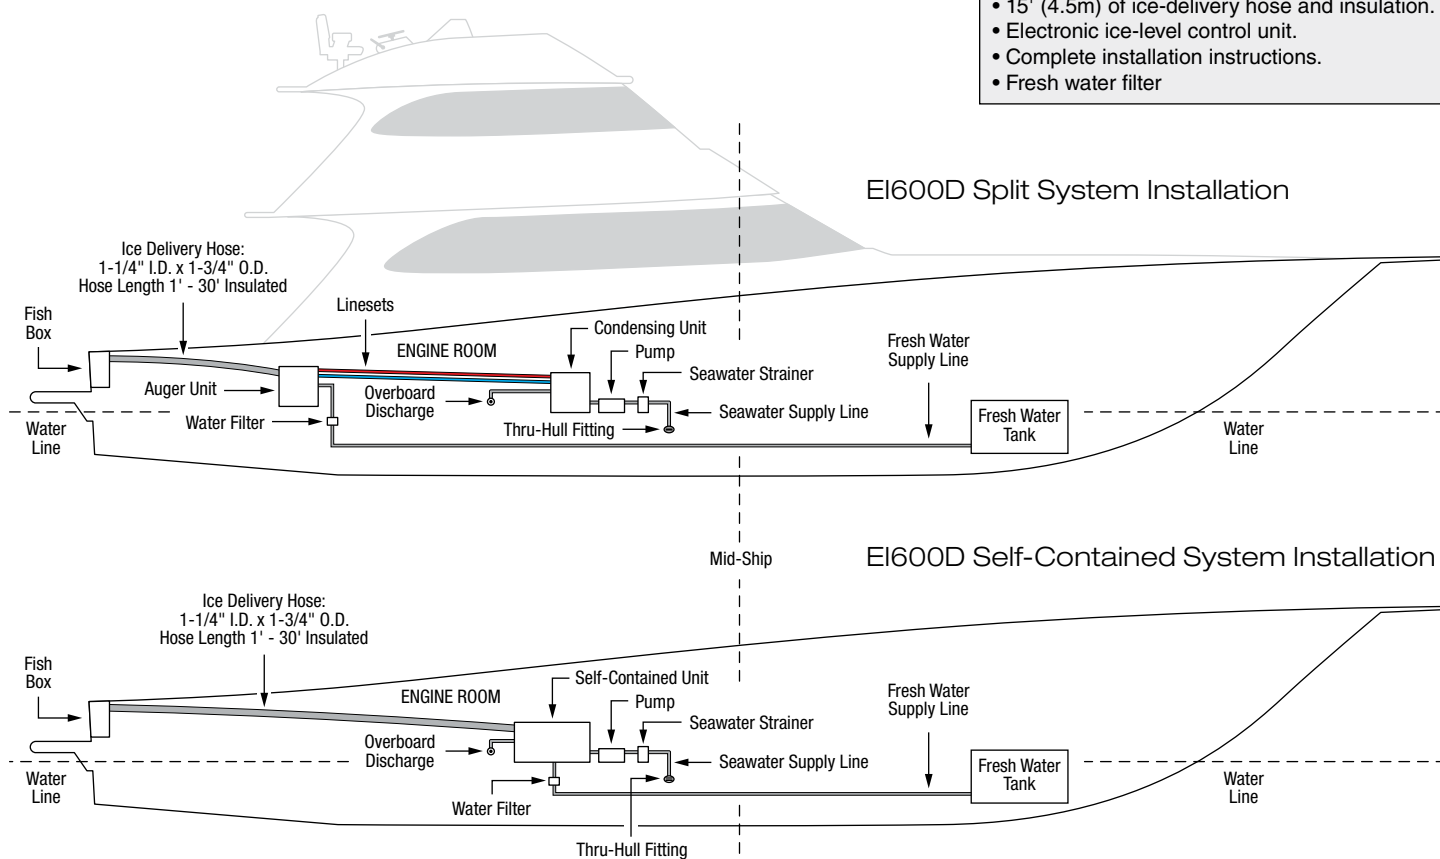 • 15' (4.5m) of ice-delivery hose and insulation.
• Electronic ice-level control unit.
• Complete installation instructions.
• Fresh water filter
EI600D Split System Installation
Ice Delivery Hose:
1-1/4" I.D. x 1-3/4" O.D.
Hose Length 1' - 30' Insulated
Fish
Box
Linesets
ENGINE ROOM
Condensing Unit
Pump
Seawater Strainer
Fresh Water
Supply Line
Auger Unit
Overboard
Discharge
Seawater Supply Line
Water Filter
Thru-Hull Fitting
Fresh Water
Tank
Water
Line
Water
Line
Mid-Ship
EI600D Self-Contained System Installation
Ice Delivery Hose:
1-1/4" I.D. x 1-3/4" O.D.
Hose Length 1' - 30' Insulated
Fish
Box
ENGINE ROOM
Self-Contained Unit
Pump
Seawater Strainer
Fresh Water
Supply Line
Overboard
Discharge
Seawater Supply Line
Fresh Water
Tank
Water
Line
Water
Line
Water Filter
Thru-Hull Fitting